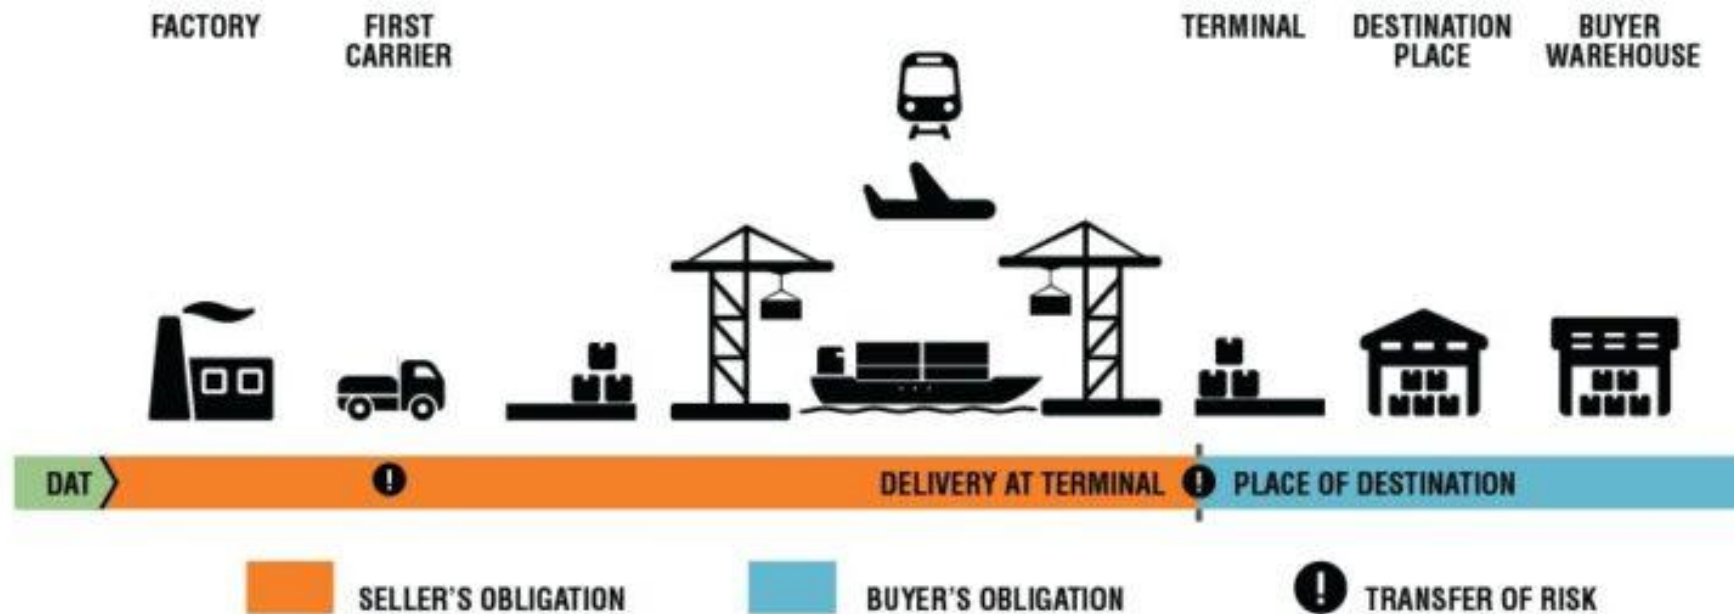 FACTORY
FIRST
CARRIER
TERMINAL
DESTINATION
PLACE
BUYER
WAREHOUSE
DAT
!
DELIVERY AT TERMINAL
!
PLACE OF DESTINATION
SELLER'S OBLIGATION
BUYER'S OBLIGATION
!
TRANSFER OF RISK